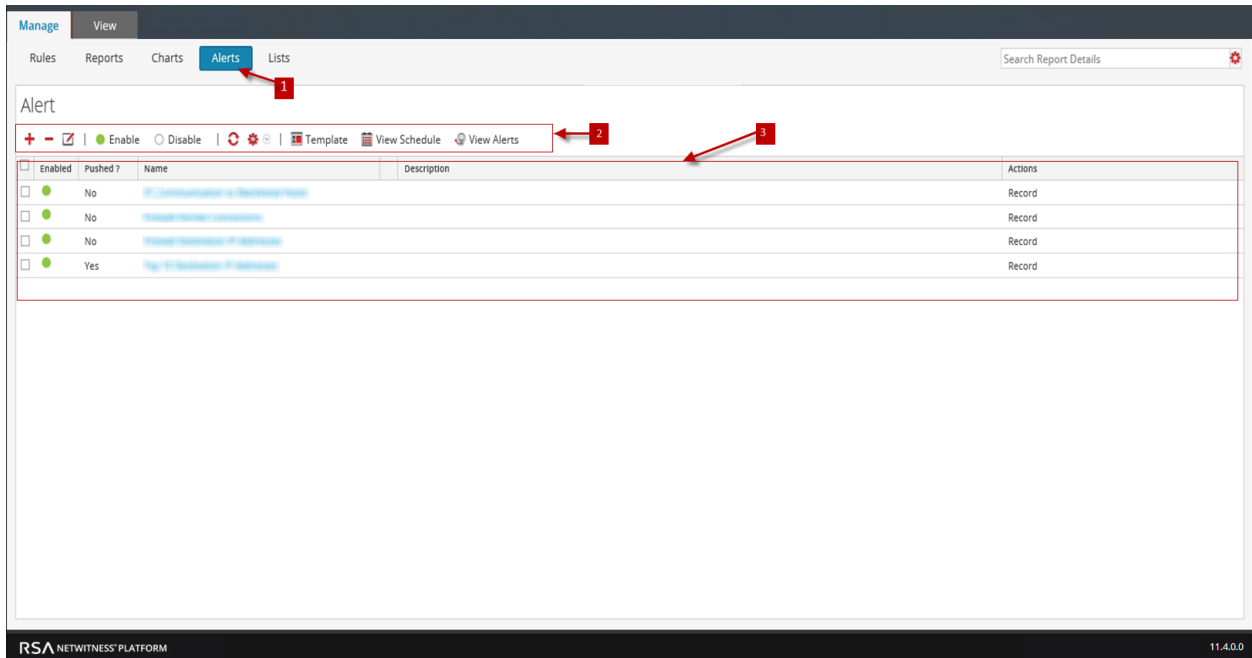 Manage View
Rules Reports Charts Alerts Lists Search Report Details
1
Alert
Enable Disable Template View Schedule View Alerts 2 3
Enabled Pushed ? Name Description Actions
No Record
No Record
No Record
Yes Record
RSA NETWITNESS® PLATFORM 11.4.0.0